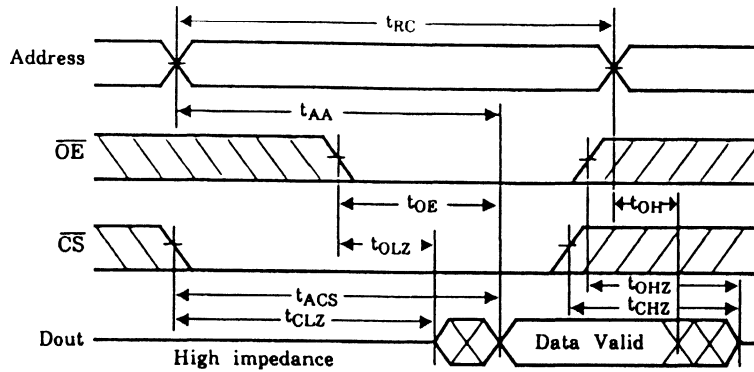 tRC
Address
tAA
OE
tOE
tOH
CS
tOLZ
tOHZ
tACS
tCHZ
tCLZ
Dout
Data Valid
High impedance